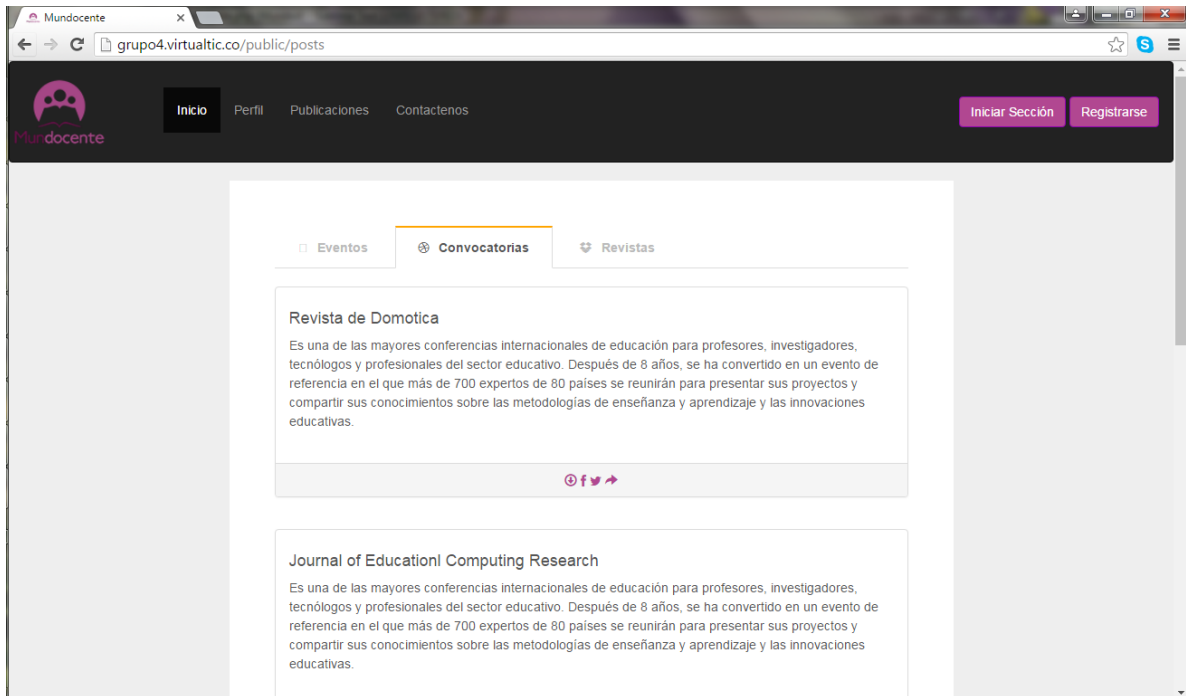 Mundocente
grupo4.virtualtic.co/public/posts
Mundocente
Inicio Perfil Publicaciones Contactenos
Iniciar Sección Registrarse
Eventos Convocatorias Revistas
Revista de Domotica
Es una de las mayores conferencias internacionales de educación para profesores, investigadores,
tecnólogos y profesionales del sector educativo. Después de 8 años, se ha convertido en un evento de
referencia en el que más de 700 expertos de 80 países se reunirán para presentar sus proyectos y
compartir sus conocimientos sobre las metodologías de enseñanza y aprendizaje y las innovaciones
educativas.
Journal of Educationl Computing Research
Es una de las mayores conferencias internacionales de educación para profesores, investigadores,
tecnólogos y profesionales del sector educativo. Después de 8 años, se ha convertido en un evento de
referencia en el que más de 700 expertos de 80 países se reunirán para presentar sus proyectos y
compartir sus conocimientos sobre las metodologías de enseñanza y aprendizaje y las innovaciones
educativas.